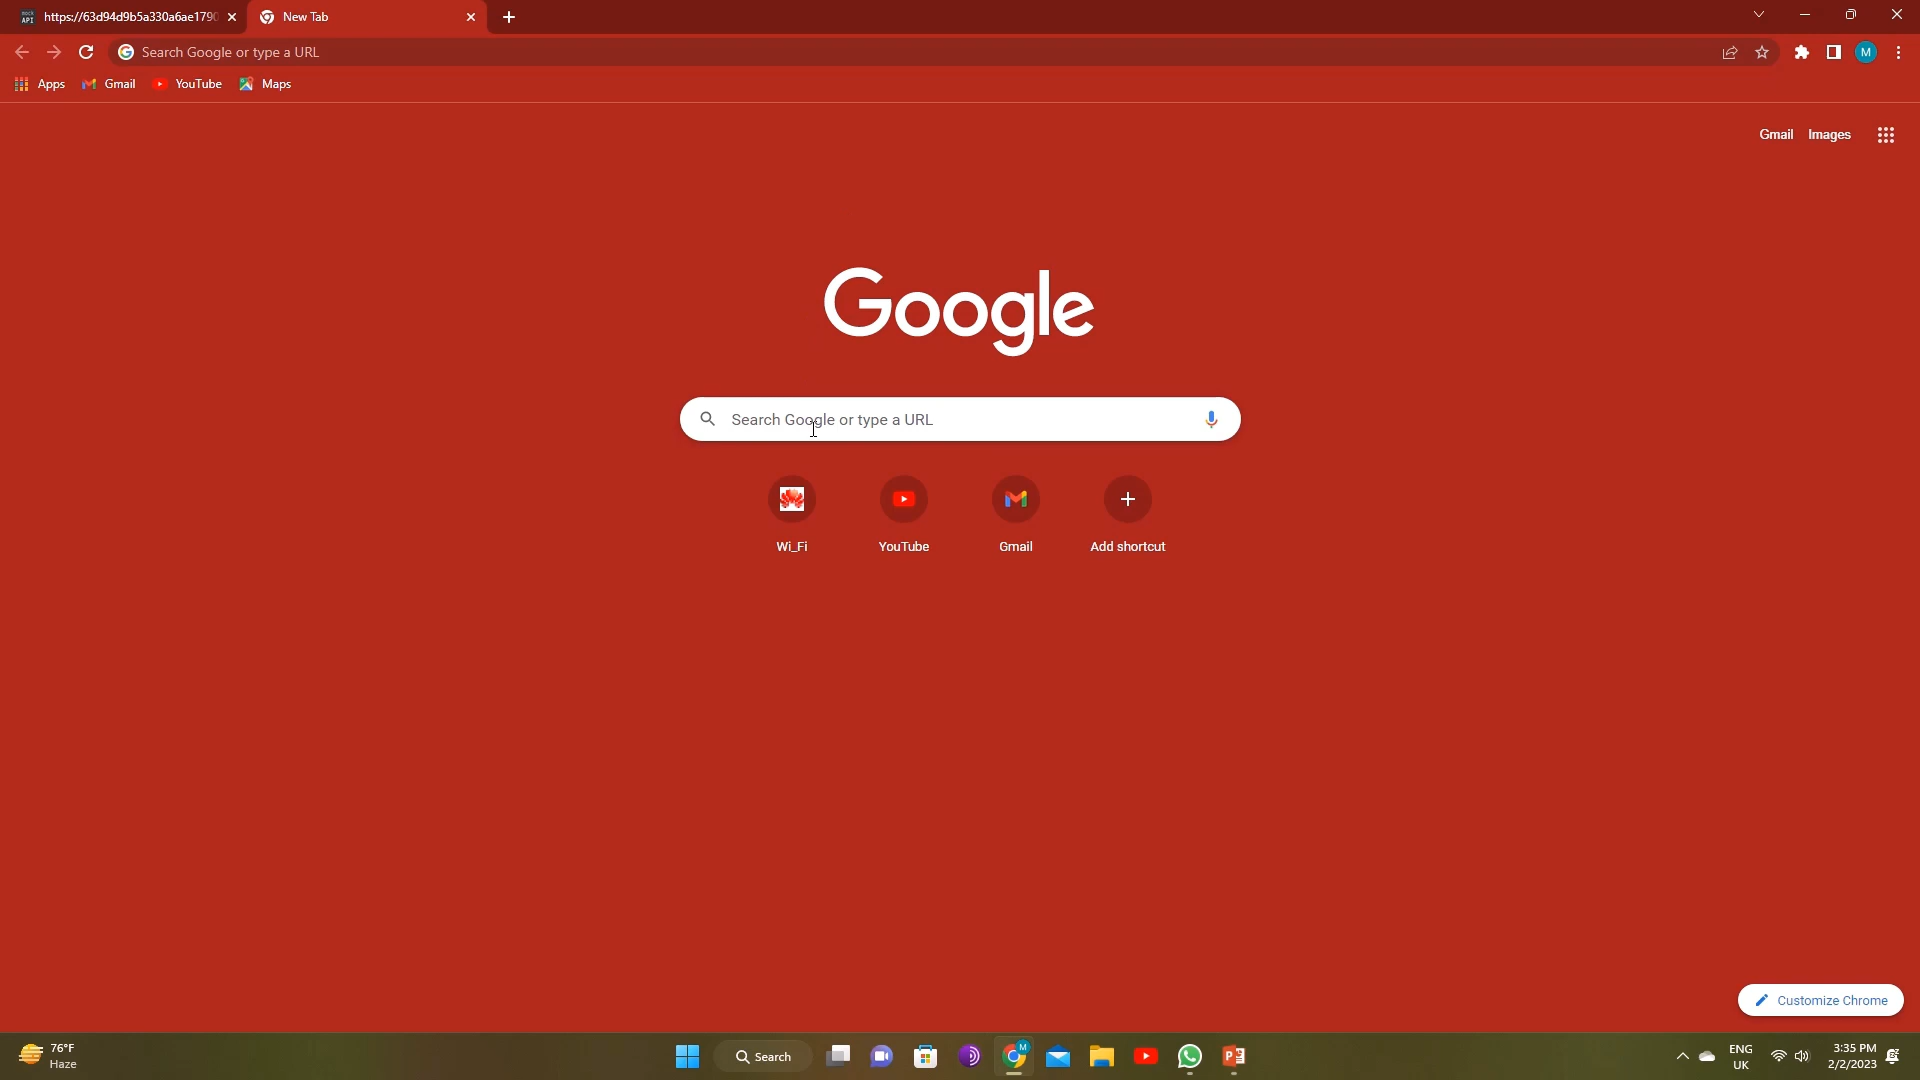 https://63d94d9b5a330a6ae1790
New Tab
Search Google or type a URL
Apps
Gmail
YouTube
Maps
M
Gmail
Images
Google
Search Google or type a URL
Wi_Fi
YouTube
Gmail
Add shortcut
Customize Chrome
76°F
Haze
Search
M
ENG
UK
3:35 PM
2/2/2023